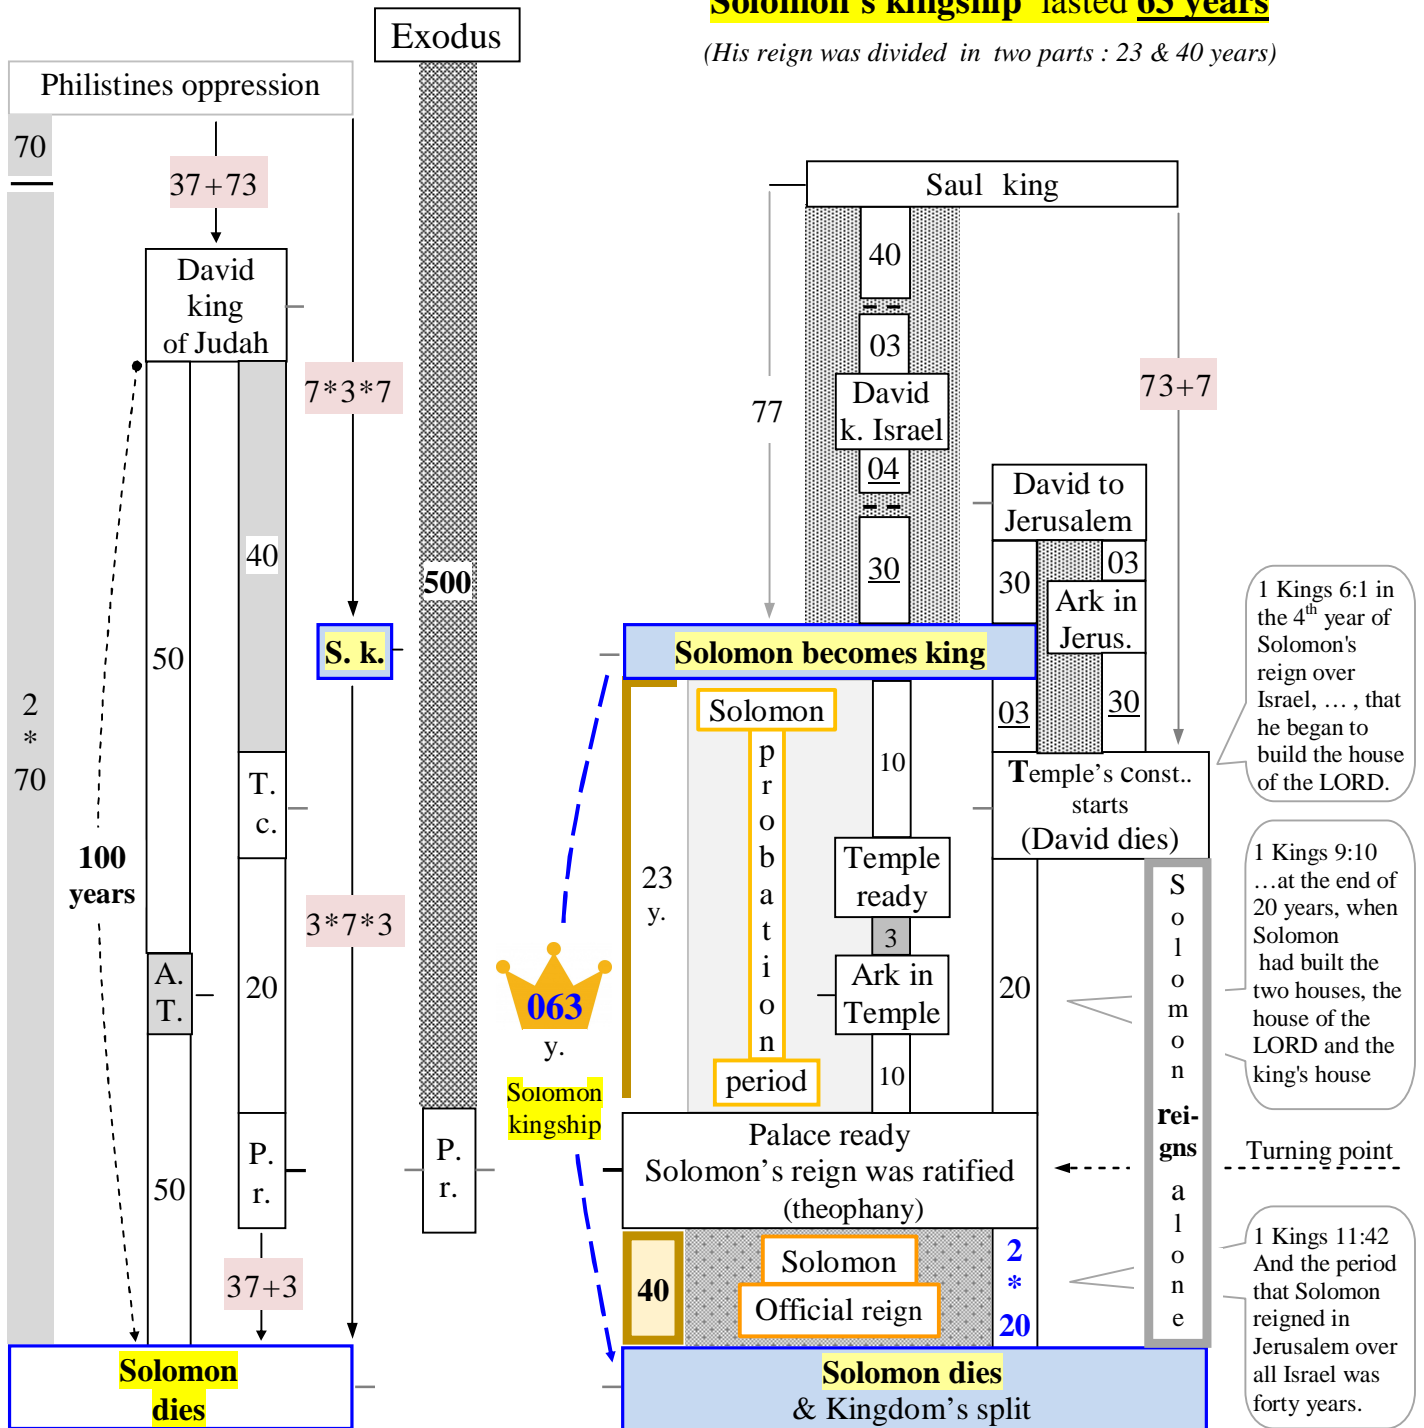 Solomon's kingship lasted 63 years
(His reign was divided in two parts : 23 & 40 years)
Exodus
Philistines oppression
70
37+73
David
king
of Judah
7*3*7
40
50
2
*
70
100
years
S. k.
T.
c.
3*7*3
A.
T.
20
50
P.
r.
37+3
Solomon
dies
500
P.
r.
Saul king
40
03
David
k. Israel
04
30
77
73+7
David to
Jerusalem
30
03
Ark in
Jerus.
03
30
Solomon becomes king
Solomon
p
r
o
b
a
t
i
o
n
period
23
y.
10
Temple
ready
3
Ark in
Temple
10
063
y.
Solomon
kingship
Temple's const..
starts
(David dies)
20
S
o
l
o
m
o
n
rei-
gns
a
l
o
n
e
Palace ready
Solomon's reign was ratified
(theophany)
Turning point
40
Solomon
Official reign
2
*
20
Solomon dies
& Kingdom's split
1 Kings 6:1 in
the 4th year of
Solomon's
reign over
Israel, … , that
he began to
build the house
of the LORD.
1 Kings 9:10
…at the end of
20 years, when
Solomon
had built the
two houses, the
house of the
LORD and the
king's house
1 Kings 11:42
And the period
that Solomon
reigned in
Jerusalem over
all Israel was
forty years.